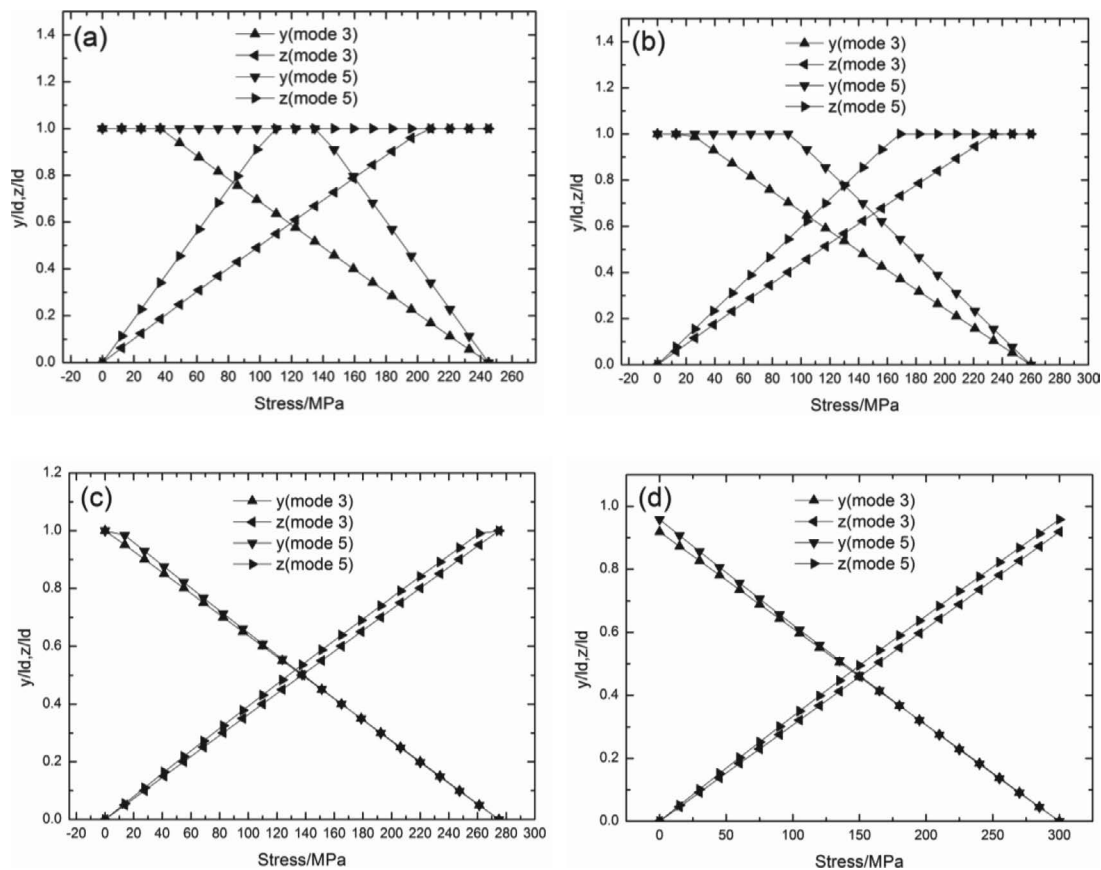 (a)
y(mode 3)
z(mode 3)
y(mode 5)
z(mode 5)
1.4
1.2
1.0
0.8
0.6
0.4
0.2
0.0
y/ld,z/ld
-20 0 20 40 60 80 100 120 140 160 180 200 220 240 260
Stress/MPa
(b)
y(mode 3)
z(mode 3)
y(mode 5)
z(mode 5)
1.4
1.2
1.0
0.8
0.6
0.4
0.2
0.0
y/ld,z/ld
-20 0 20 40 60 80 100 120 140 160 180 200 220 240 260 280 300
Stress/MPa
(c)
y(mode 3)
z(mode 3)
y(mode 5)
z(mode 5)
1.2
1.0
0.8
0.6
0.4
0.2
0.0
y/ld,z/ld
-20 0 20 40 60 80 100 120 140 160 180 200 220 240 260 280 300
Stress/MPa
(d)
y(mode 3)
z(mode 3)
y(mode 5)
z(mode 5)
1.0
0.8
0.6
0.4
0.2
0.0
y/ld,z/ld
0 50 100 150 200 250 300
Stress/MPa